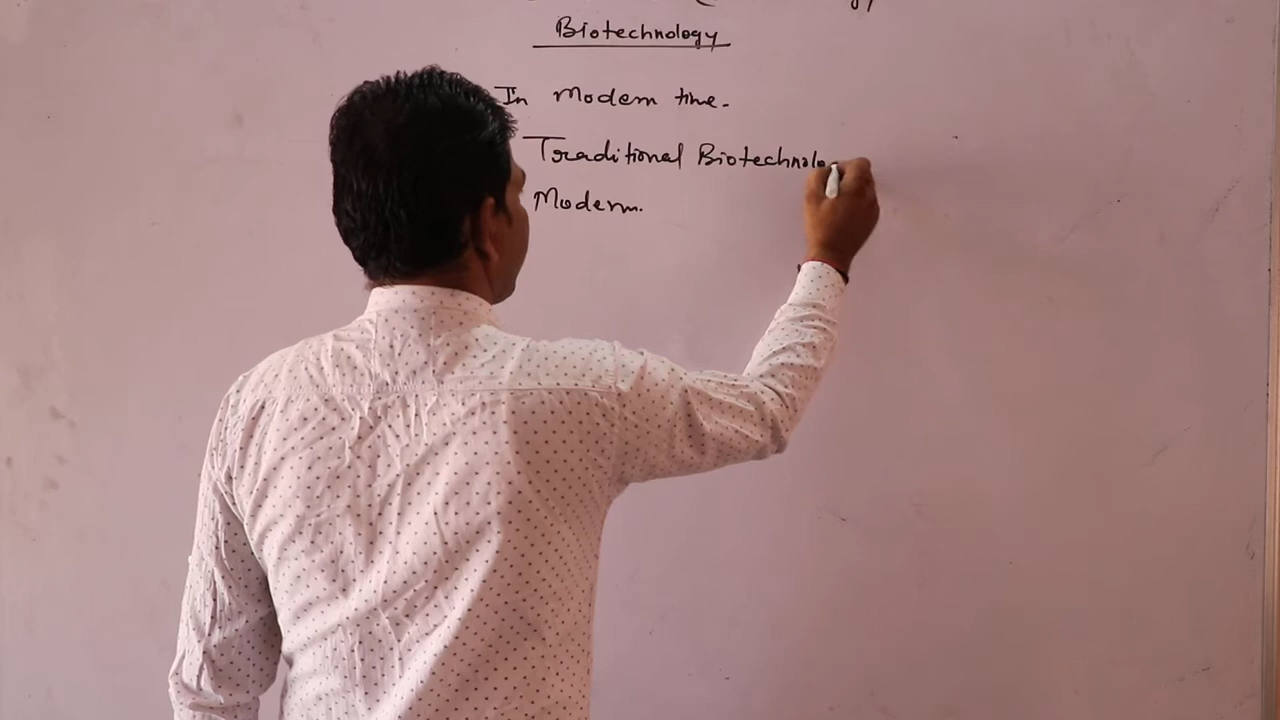 Biotechnology
In Modern time.
Traditional Biotechnolo
Modern.